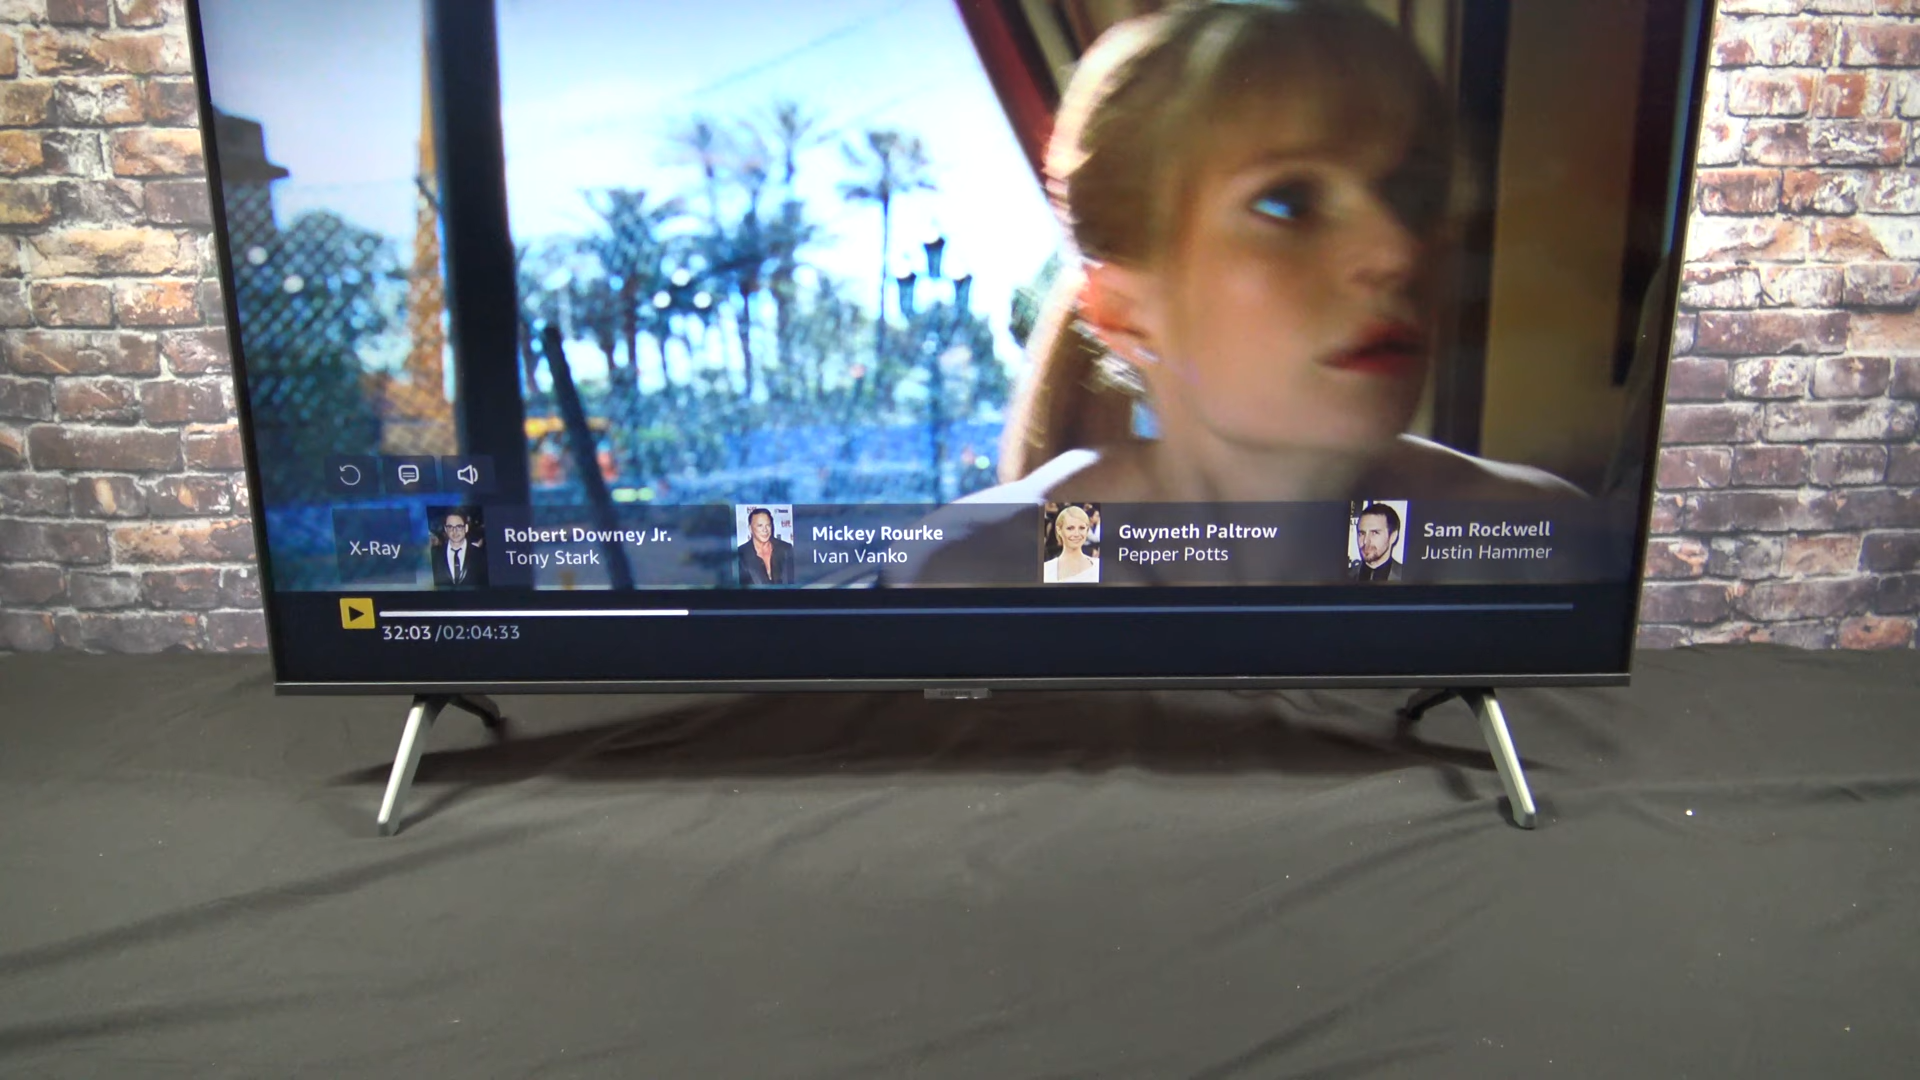 X-Ray
Robert Downey Jr.
Tony Stark
Mickey Rourke
Ivan Vanko
Gwyneth Paltrow
Pepper Potts
Sam Rockwell
Justin Hammer
32:03/02:04:33